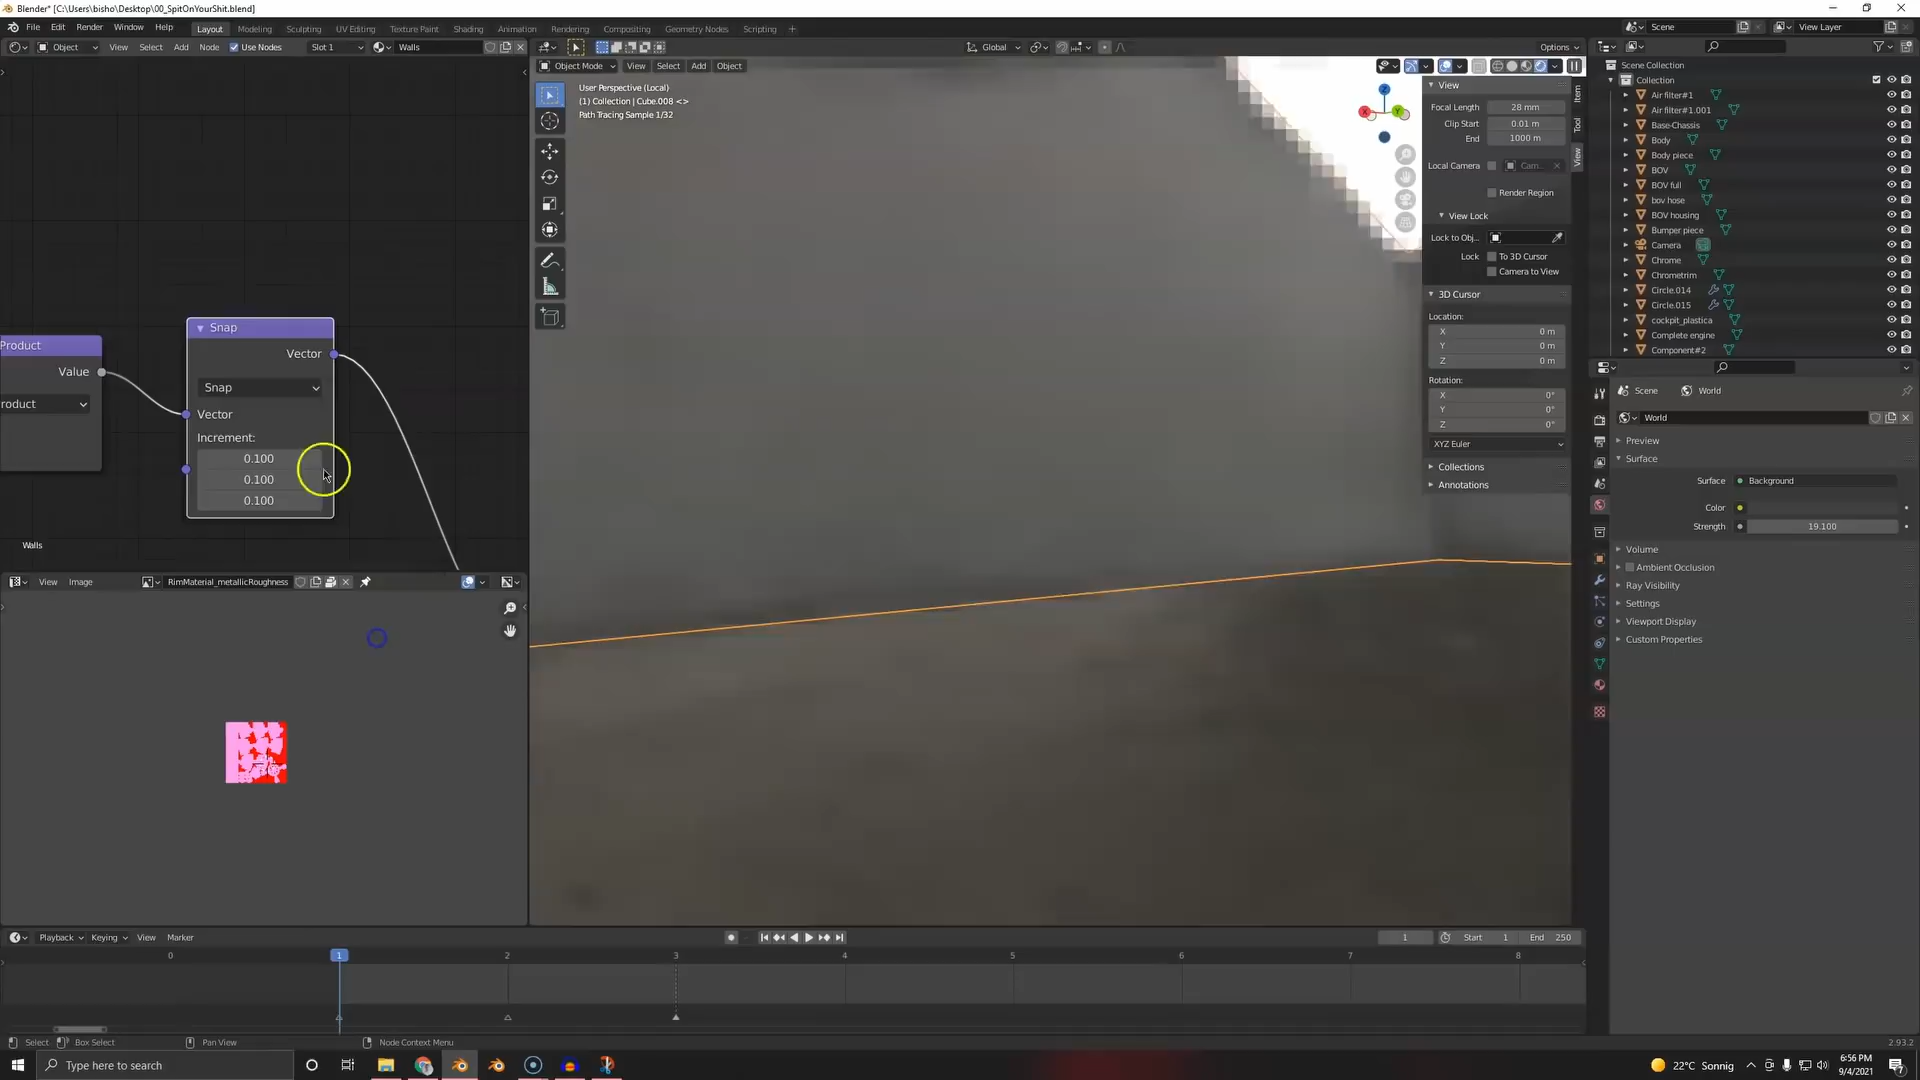 Blender* [C:\Users\bisho\Desktop\00_SpitOnYourShit.blend]
File Edit Render Window Help Layout Modeling Sculpting UV Editing Texture Paint Shading Animation Rendering Compositing Geometry Nodes Scripting + Scene View Layer
Object View Select Add Node Use Nodes Slot 1 Walls Global Options
Object Mode View Select Add Object
User Perspective (Local)
(1) Collection | Cube.008 <>
Path Tracing Sample 1/32
View
Focal Length 28 mm
Clip Start 0.01 m
End 1000 m
Local Camera Cam...
Render Region
View Lock
Lock to Obj...
Lock To 3D Cursor
Camera to View
3D Cursor
Location:
X 0 m
Y 0 m
Z 0 m
Rotation:
X 0°
Y 0°
Z 0°
XYZ Euler
Collections
Annotations
Item
Tool
View
X
Y
Z
Scene Collection
Collection
Air filter#1
Air filter#1.001
Base-Chassis
Body
Body piece
BOV
BOV full
bov hose
BOV housing
Bumper piece
Camera
Chrome
Chrometrim
Circle.014
Circle.015
cockpit_plastica
Complete engine
Component#2
Scene World
World
Preview
Surface
Surface Background
Color
Strength 19.100
Volume
Ambient Occlusion
Ray Visibility
Settings
Viewport Display
Custom Properties
Product
Value
roduct
Snap
Vector
Snap
Vector
Increment:
0.100
0.100
0.100
Walls
View Image RimMaterial_metallicRoughness
Playback Keying View Marker 1 Start 1 End 250
0 1 2 3 4 5 6 7 8
Select Box Select Pan View Node Context Menu 2.93.2
Type here to search 22°C Sonnig 6:56 PM
9/4/2021